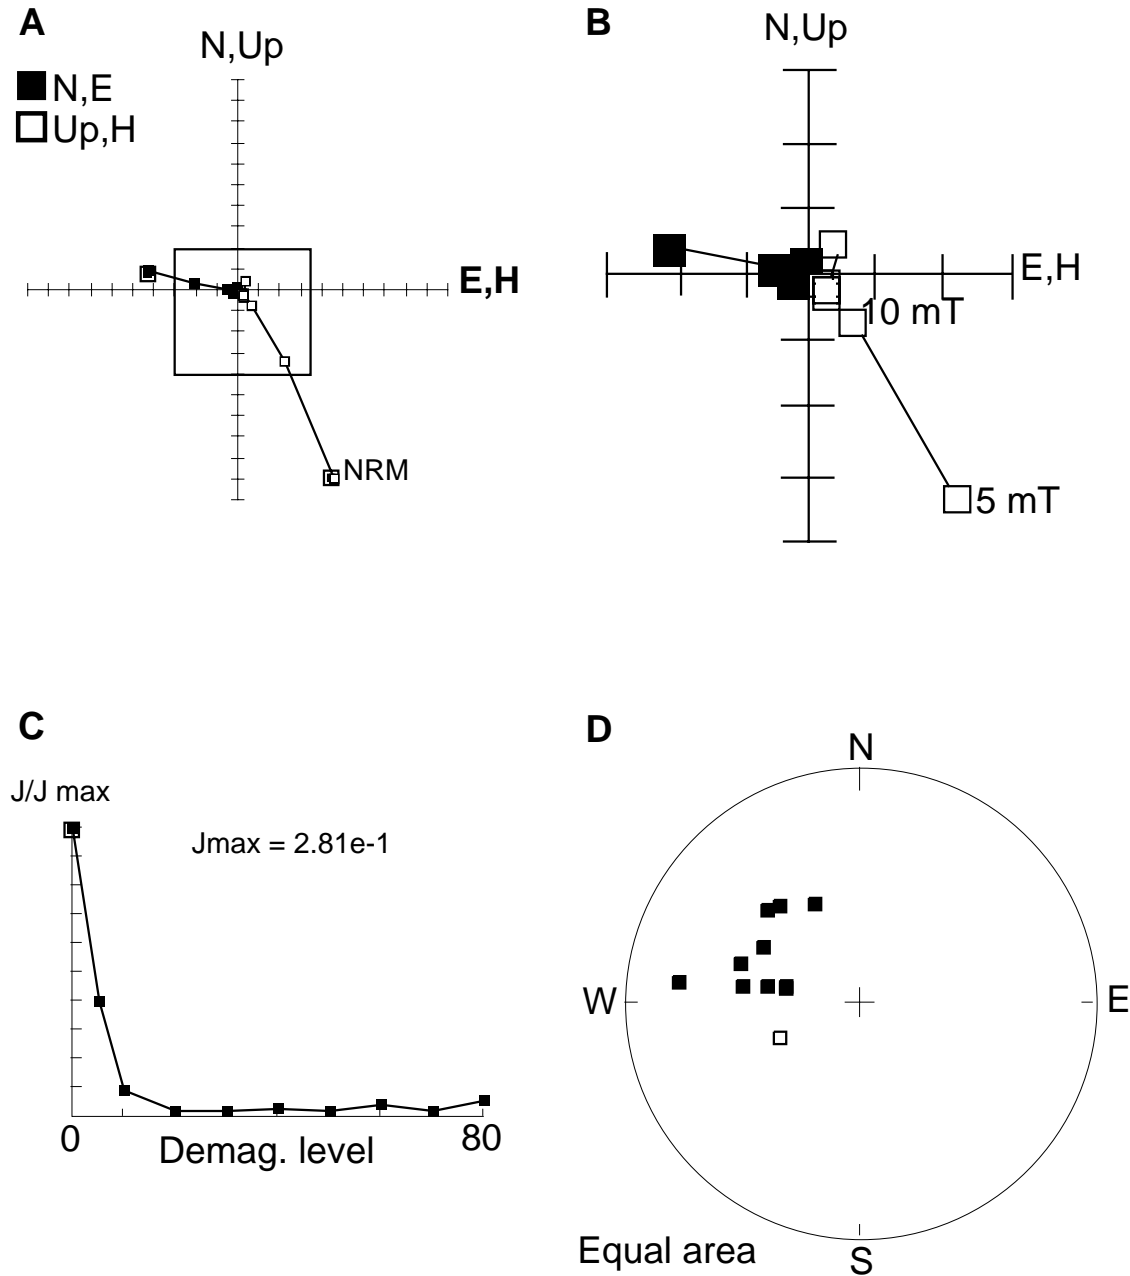 A
N,Up
N,E
Up,H
E,H
NRM
B
N,Up
E,H
10 mT
5 mT
C
J/J max
Jmax = 2.81e-1
0
80
Demag. level
D
N
W
E
S
Equal area